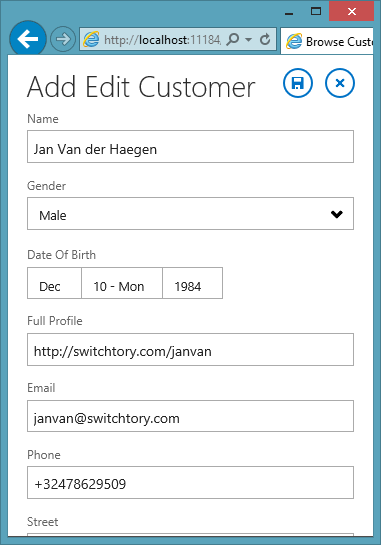 http://localhost:11184
Browse Custo
Add Edit Customer
Name
Jan Van der Haegen
Gender
Male
Date Of Birth
Dec 10 - Mon 1984
Full Profile
http://switchtory.com/janvan
Email
janvan@switchtory.com
Phone
+32478629509
Street